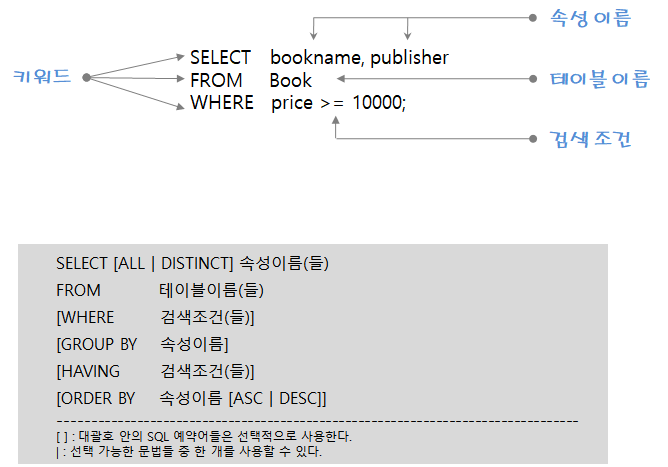 속성이름
키워드
SELECT bookname, publisher
FROM Book
테이블이름
WHERE price >= 10000;
검색조건
SELECT [ALL | DISTINCT] 속성이름(들)
FROM 테이블이름(들)
[WHERE 검색조건(들)]
[GROUP BY 속성이름]
[HAVING 검색조건(들)]
[ORDER BY 속성이름 [ASC | DESC]]
[ ] : 대괄호 안의 SQL 예약어들은 선택적으로 사용한다.
| : 선택 가능한 문법들 중 한 개를 사용할 수 있다.